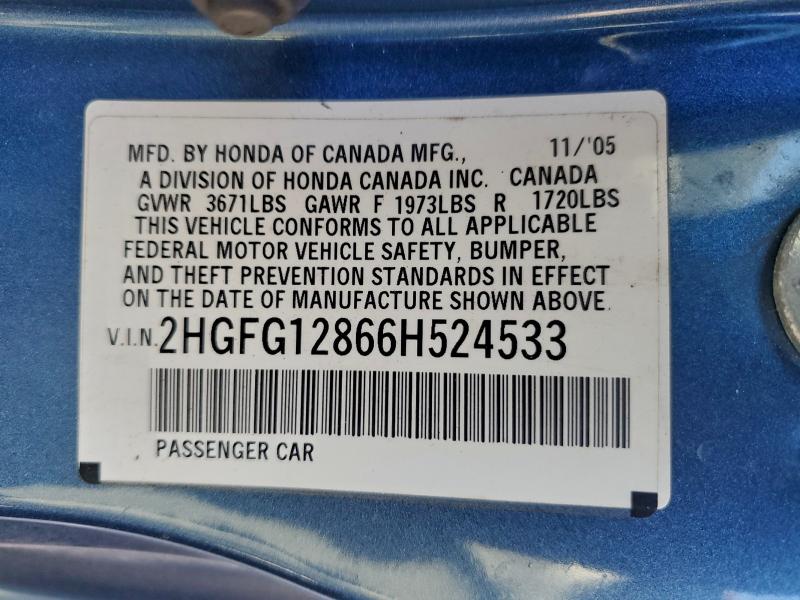 MFD. BY HONDA OF CANADA MFG., 11/'05
A DIVISION OF HONDA CANADA INC. CANADA
GVWR 3671LBS GAWR F 1973LBS R 1720LBS
THIS VEHICLE CONFORMS TO ALL APPLICABLE
FEDERAL MOTOR VEHICLE SAFETY, BUMPER,
AND THEFT PREVENTION STANDARDS IN EFFECT
ON THE DATE OF MANUFACTURE SHOWN ABOVE.
V.I.N. 2HGFG12866H524533
PASSENGER CAR